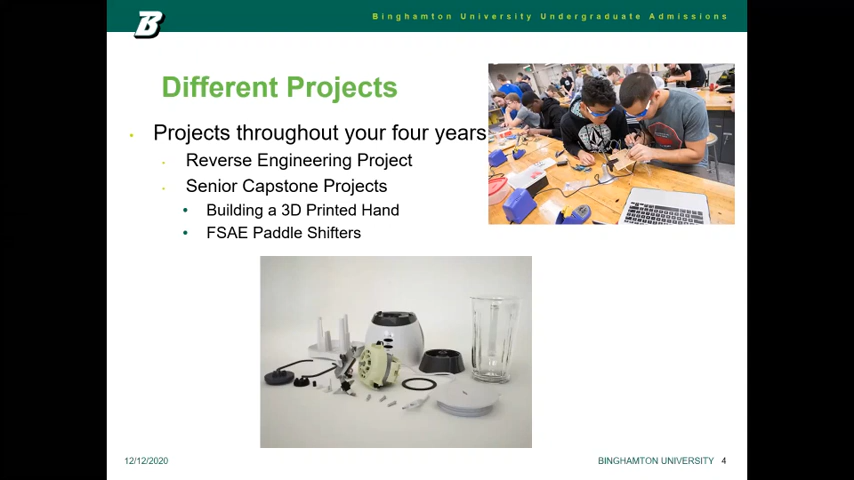 B
Binghamton University Undergraduate Admissions
Different Projects
Projects throughout your four years
Reverse Engineering Project
Senior Capstone Projects
Building a 3D Printed Hand
FSAE Paddle Shifters
12/12/2020
BINGHAMTON UNIVERSITY 4